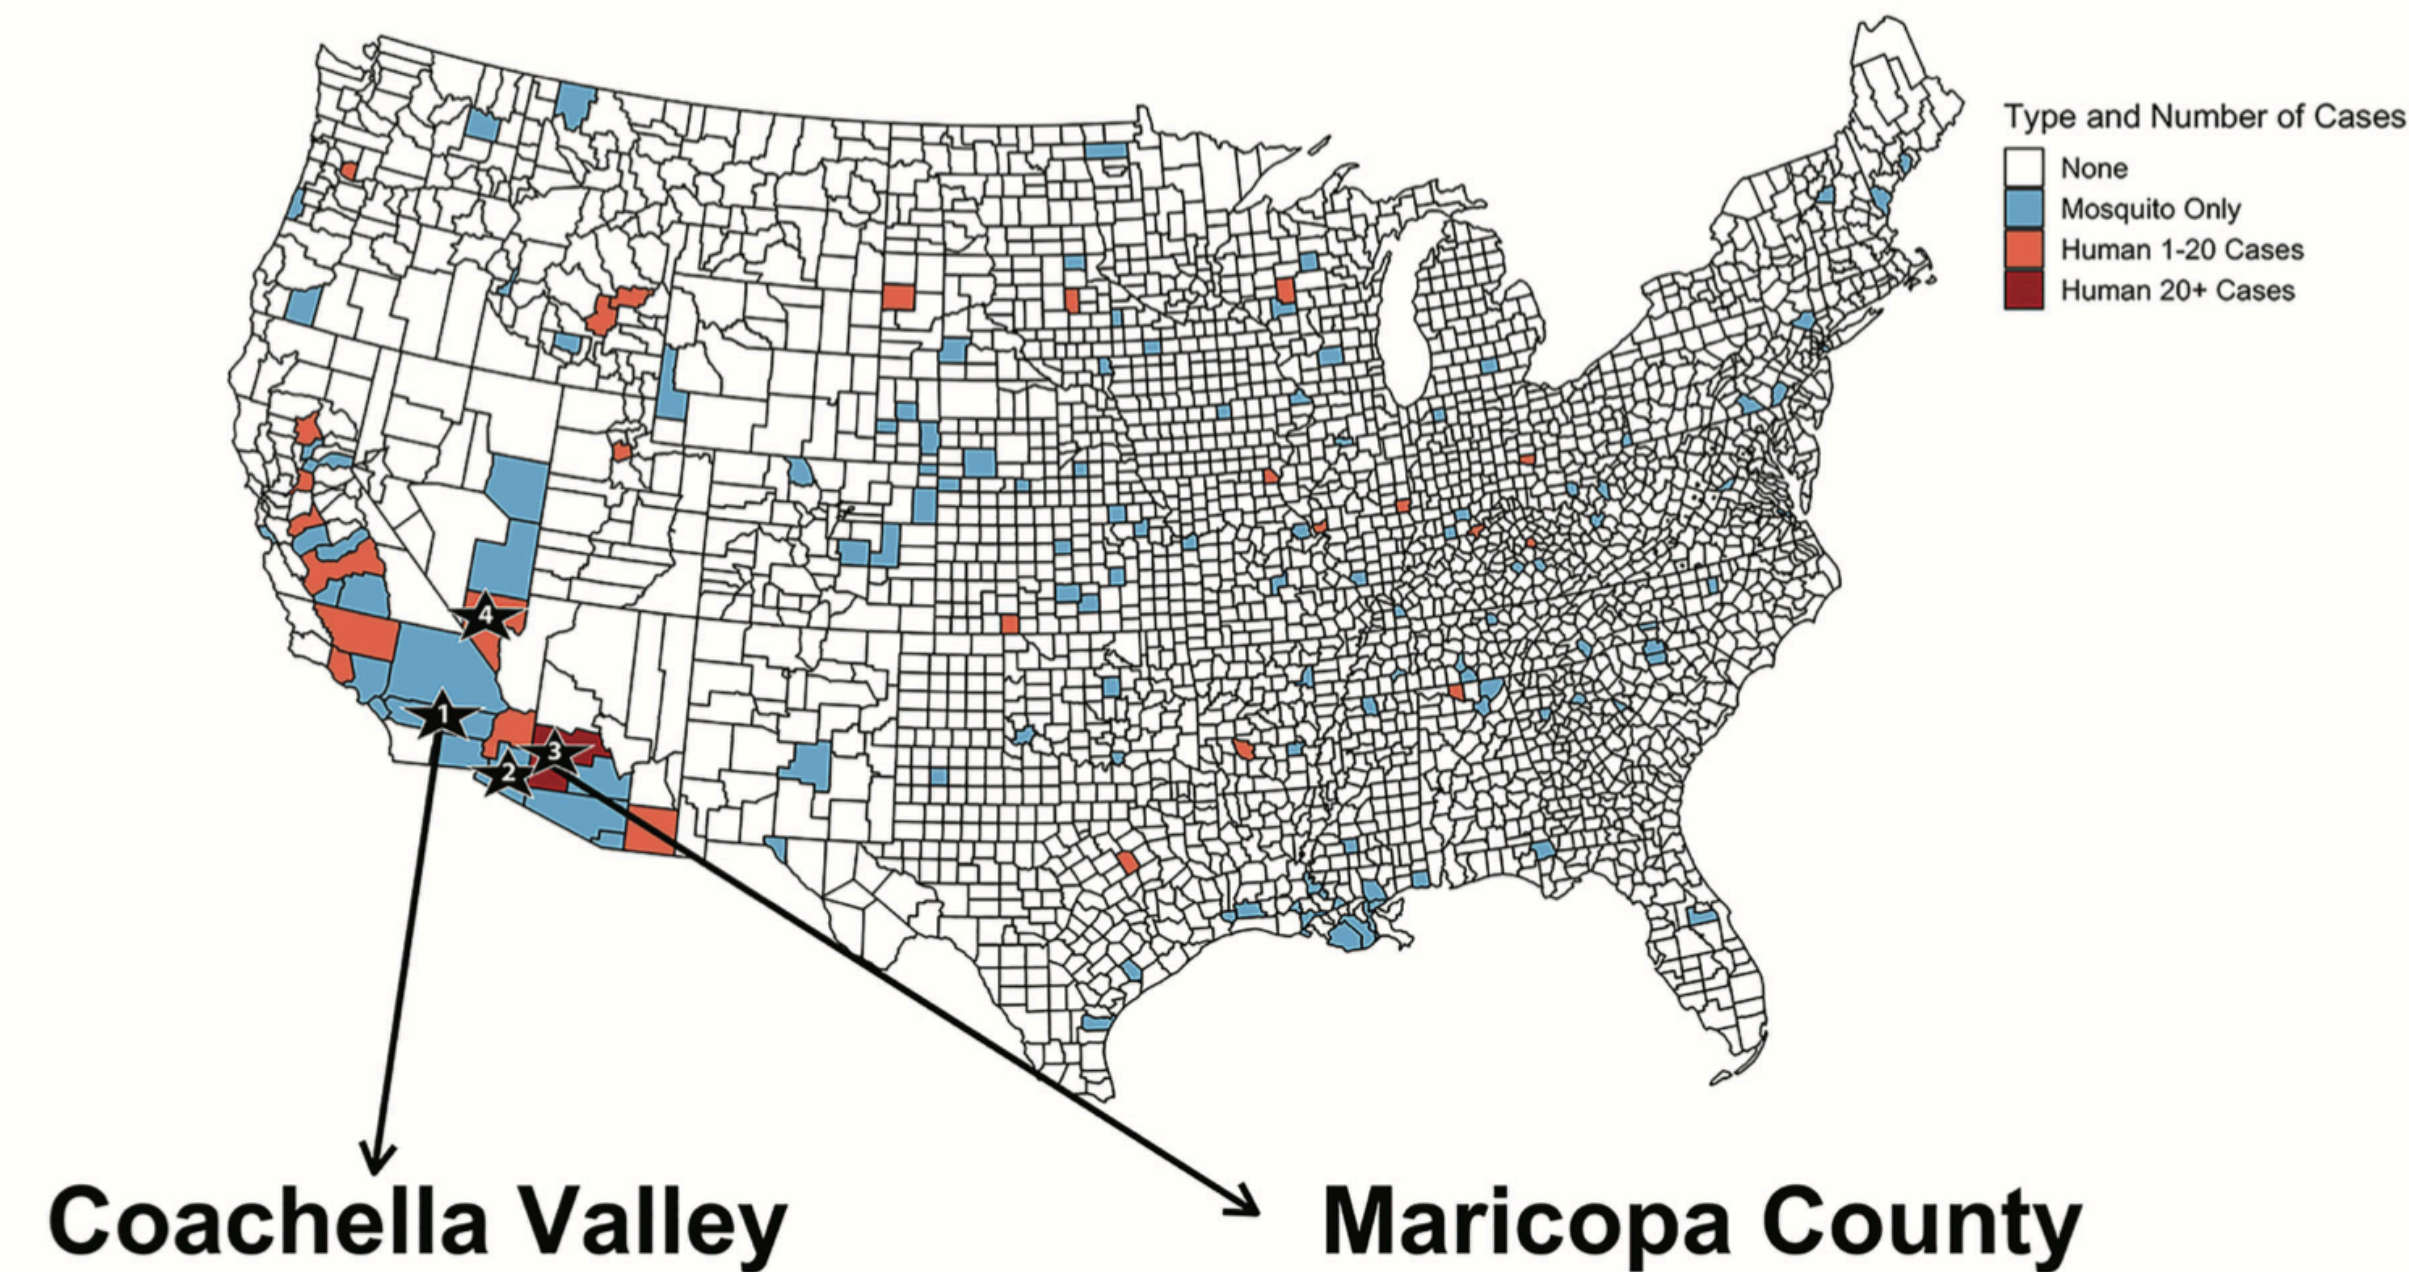 Type and Number of Cases
None
Mosquito Only
Human 1-20 Cases
Human 20+ Cases
4
1
3
2
Coachella Valley
Maricopa County